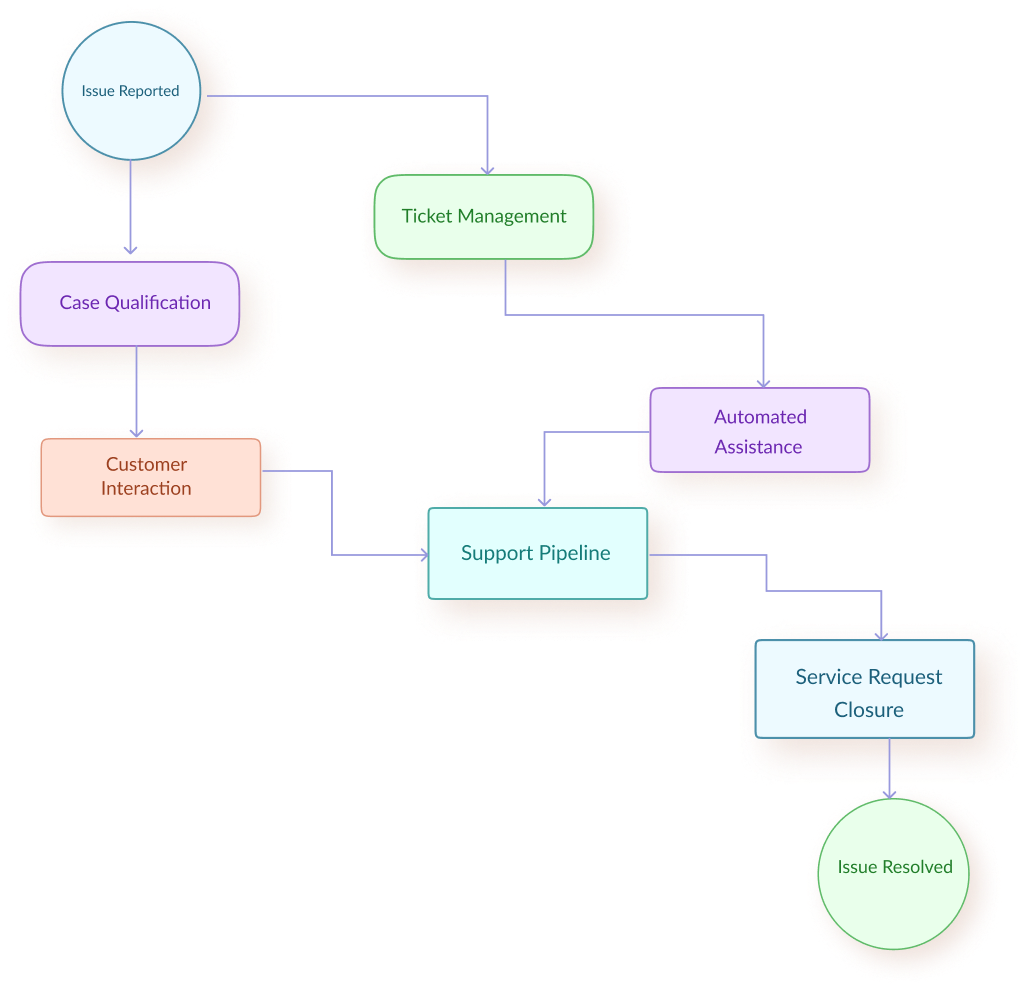 Issue Reported
Ticket Management
Case Qualification
Automated
Assistance
Customer
Interaction
Support Pipeline
Service Request
Closure
Issue Resolved